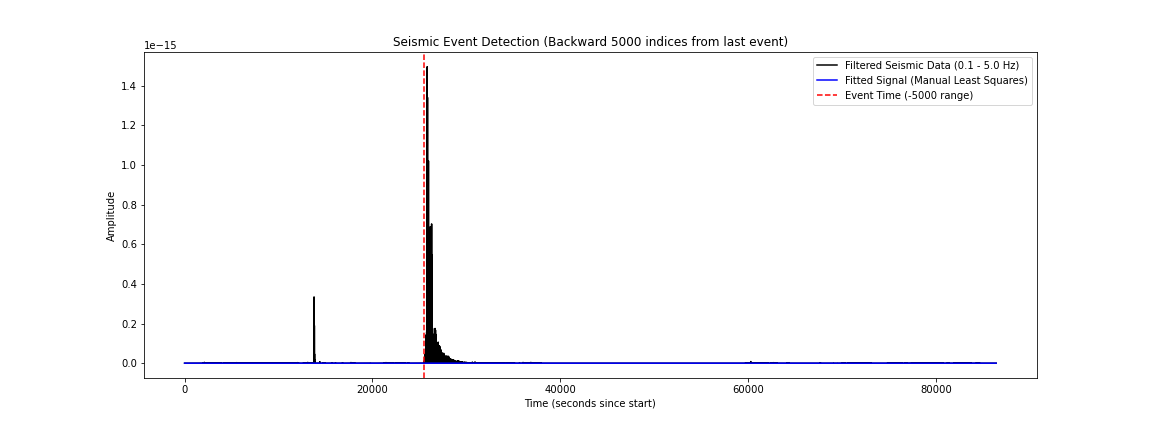 Seismic Event Detection (Backward 5000 indices from last event)
1e−15
Filtered Seismic Data (0.1 - 5.0 Hz)
Fitted Signal (Manual Least Squares)
Event Time (-5000 range)
1.4
1.2
1.0
0.8
0.6
0.4
0.2
0.0
Amplitude
0 20000 40000 60000 80000
Time (seconds since start)